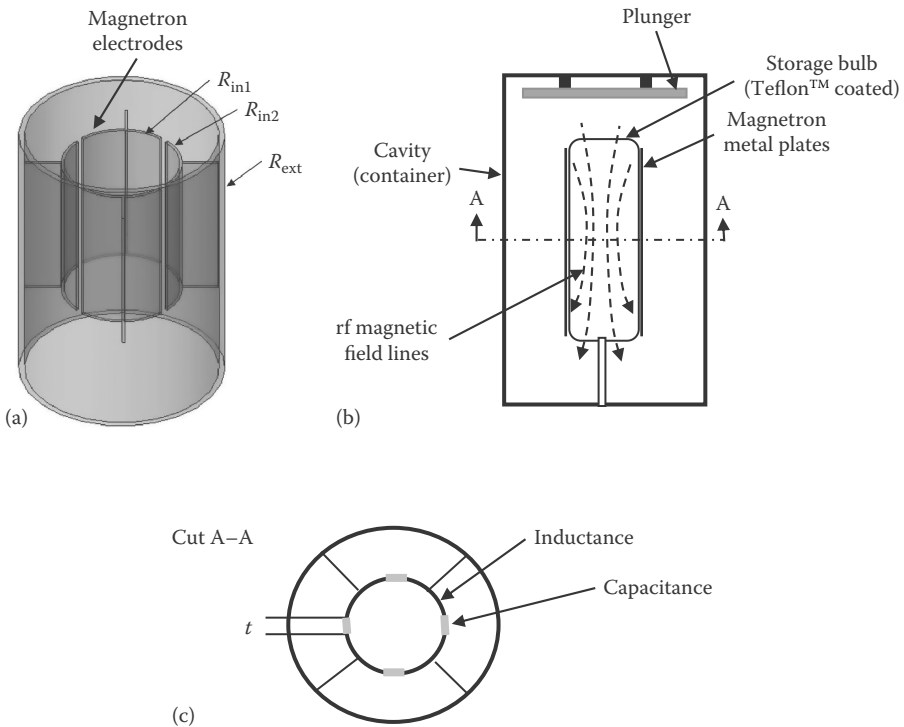 Magnetron
electrodes
R_in1
R_in2
R_ext
(a)
Plunger
Storage bulb
(Teflon™ coated)
Magnetron
metal plates
Cavity
(container)
A
A
rf magnetic
field lines
(b)
Cut A–A
Inductance
Capacitance
t
(c)